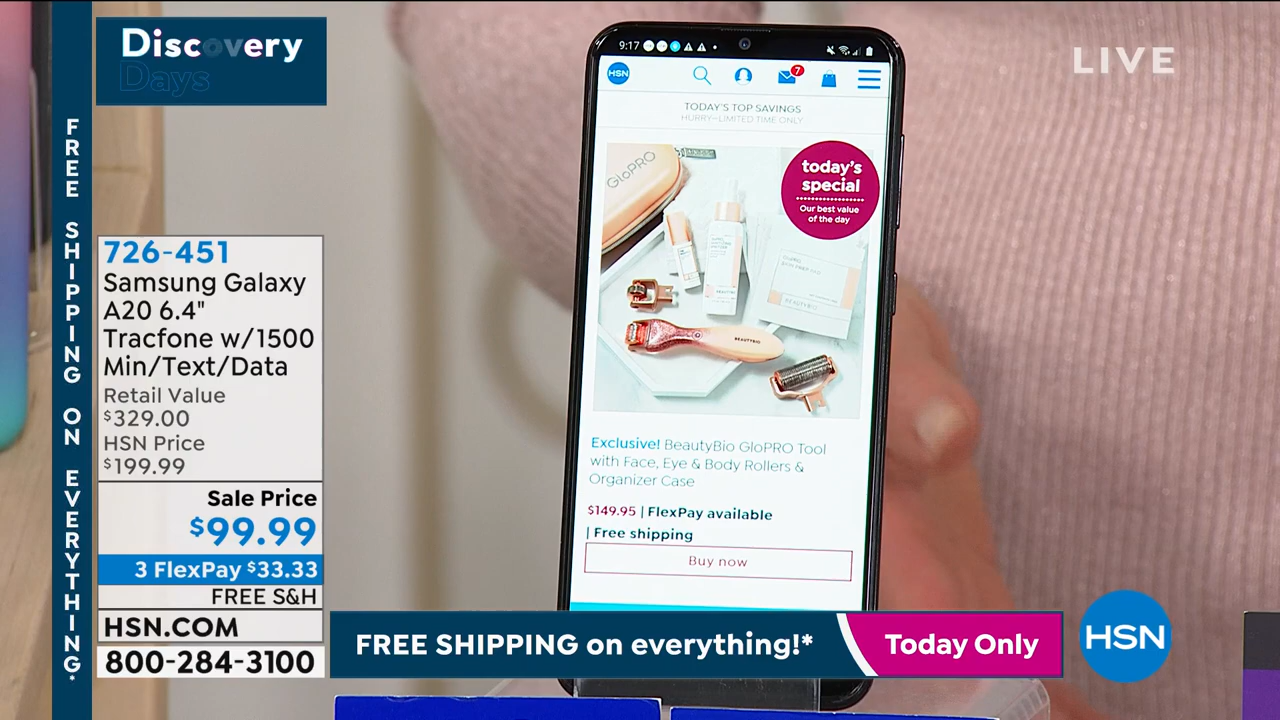 Discovery
Days
LIVE
FREE SHIPPING ON EVERYTHING.*
726-451
Samsung Galaxy
A20 6.4"
Tracfone w/1500
Min/Text/Data
Retail Value
$329.00
HSN Price
$199.99
Sale Price
$99.99
3 FlexPay $33.33
FREE S&H
HSN.COM
800-284-3100
9:17
HSN
7
TODAY'S TOP SAVINGS
HURRY–LIMITED TIME ONLY
GloPRO
today's
special
Our best value
of the day
BEAUTYBIO
BEAUTYBIO
BEAUTYBIO
Exclusive! BeautyBio GloPRO Tool
with Face, Eye & Body Rollers &
Organizer Case
$149.95 | FlexPay available
| Free shipping
Buy now
FREE SHIPPING on everything!*
Today Only
HSN